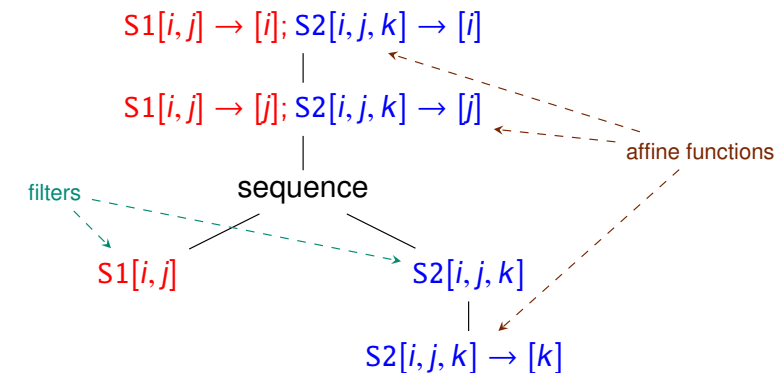 S1[i, j] → [i]; S2[i, j, k] → [i]
S1[i, j] → [j]; S2[i, j, k] → [j]
affine functions
filters
sequence
S1[i, j]
S2[i, j, k]
S2[i, j, k] → [k]